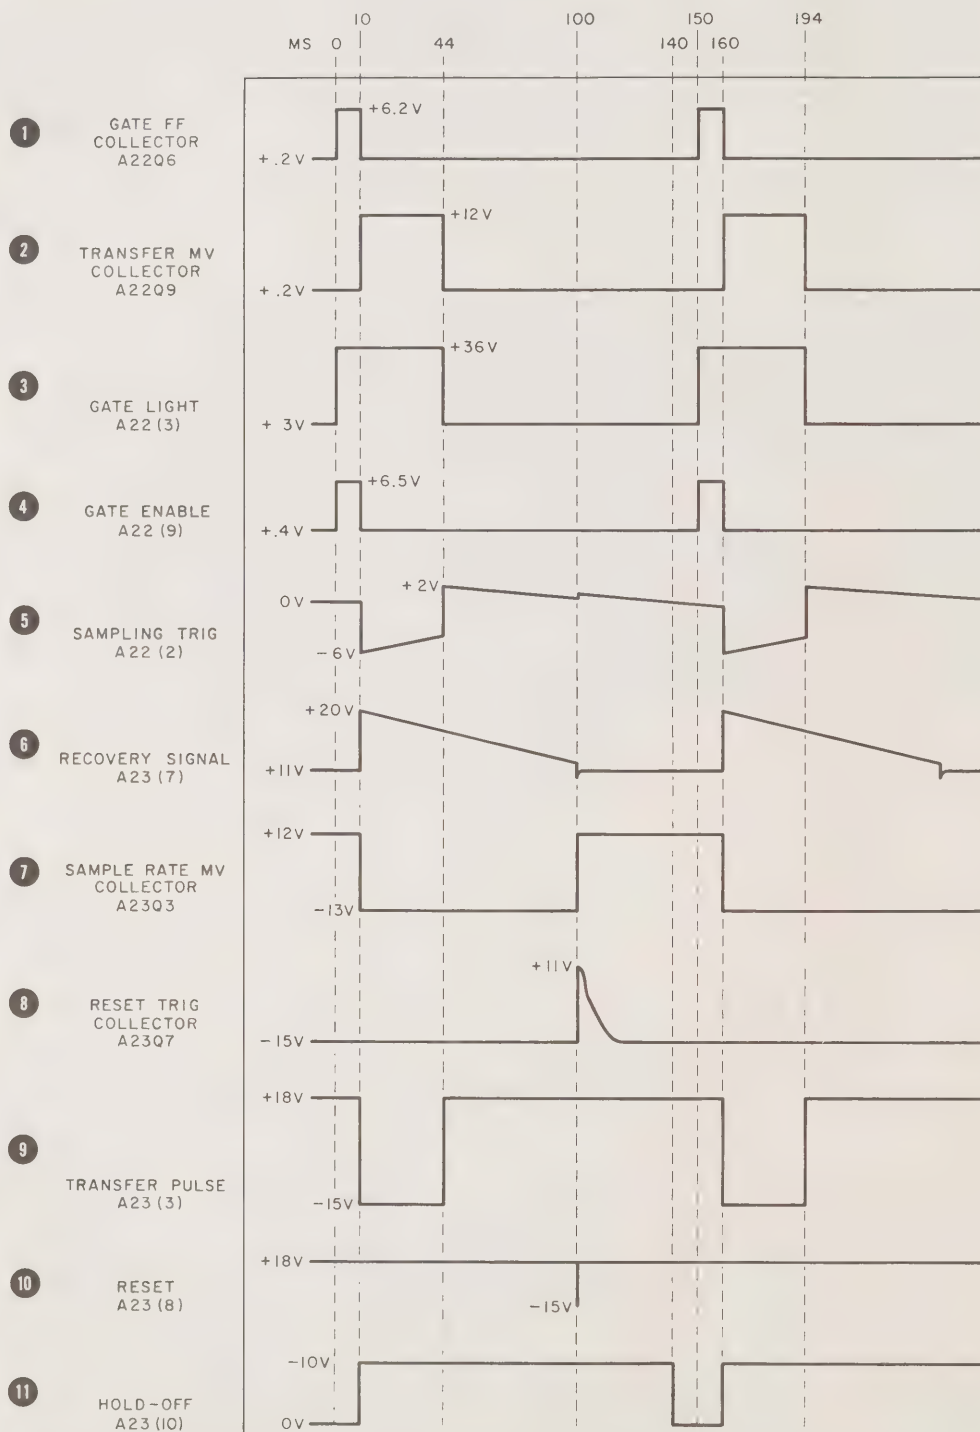 10 100 150 194
MS 0 44 140 160
1 GATE FF
COLLECTOR
A22Q6
+6.2V
+.2V
2 TRANSFER MV
COLLECTOR
A22Q9
+12V
+.2V
3 GATE LIGHT
A22(3)
+36V
+3V
4 GATE ENABLE
A22(9)
+6.5V
+.4V
5 SAMPLING TRIG
A22(2)
+2V
0V
-6V
6 RECOVERY SIGNAL
A23(7)
+20V
+11V
7 SAMPLE RATE MV
COLLECTOR
A23Q3
+12V
-13V
8 RESET TRIG
COLLECTOR
A23Q7
+11V
-15V
9 TRANSFER PULSE
A23(3)
+18V
-15V
10 RESET
A23(8)
+18V
-15V
11 HOLD-OFF
A23(10)
-10V
0V